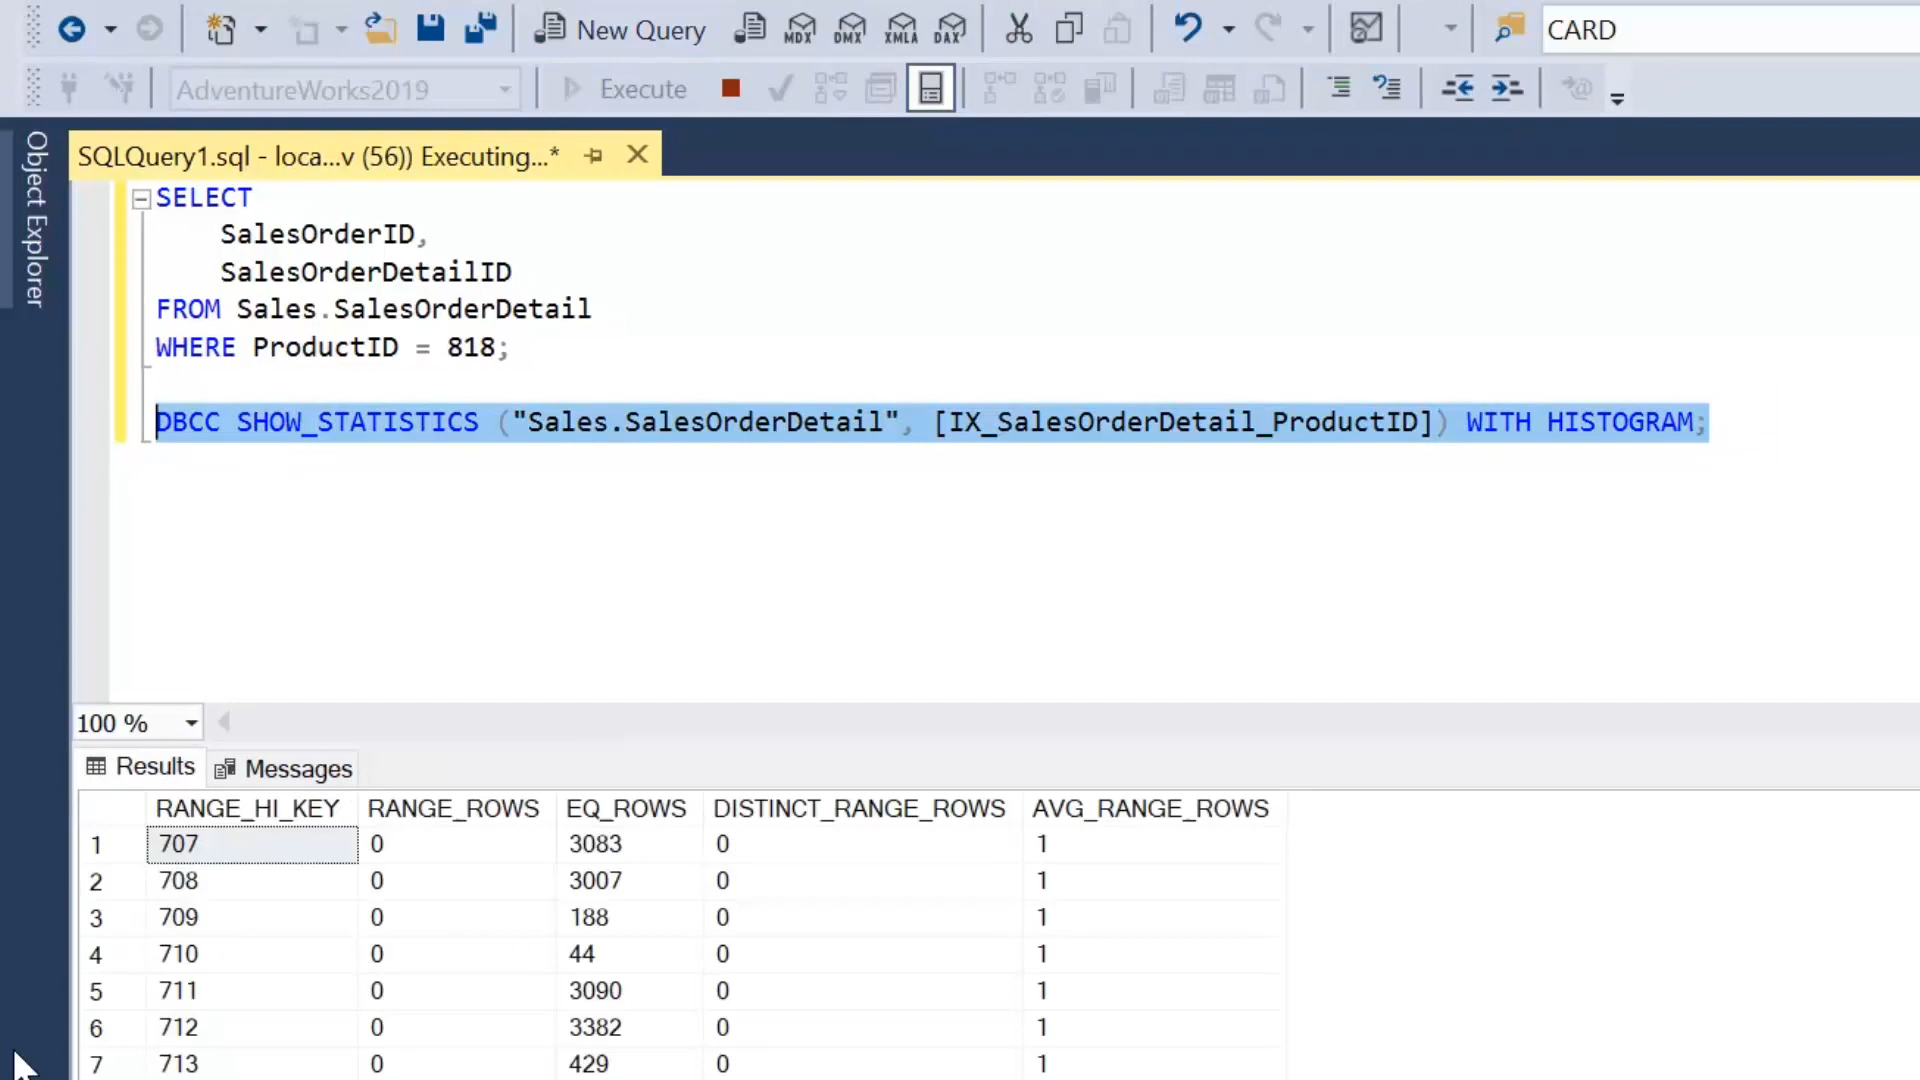 New Query MDX DMX XMLA DAX CARD
AdventureWorks2019 Execute
Object Explorer
SQLQuery1.sql - loca...v (56)) Executing...*
SELECT
SalesOrderID,
SalesOrderDetailID
FROM Sales.SalesOrderDetail
WHERE ProductID = 818;
DBCC SHOW_STATISTICS ("Sales.SalesOrderDetail", [IX_SalesOrderDetail_ProductID]) WITH HISTOGRAM;
100 %
Results Messages
RANGE_HI_KEY RANGE_ROWS EQ_ROWS DISTINCT_RANGE_ROWS AVG_RANGE_ROWS
1 707 0 3083 0 1
2 708 0 3007 0 1
3 709 0 188 0 1
4 710 0 44 0 1
5 711 0 3090 0 1
6 712 0 3382 0 1
7 713 0 429 0 1